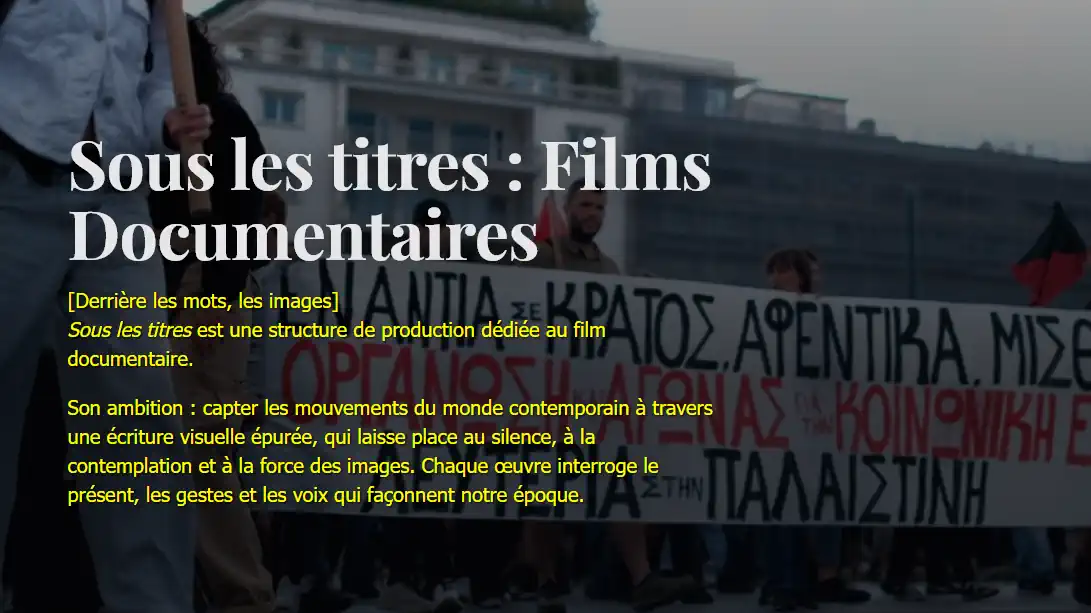 Sous les titres : Films
Documentaires
[Derrière les mots, les images]
Sous les titres est une structure de production dédiée au film
documentaire.
Son ambition : capter les mouvements du monde contemporain à travers
une écriture visuelle épurée, qui laisse place au silence, à la
contemplation et à la force des images. Chaque œuvre interroge le
présent, les gestes et les voix qui façonnent notre époque.
ΣΕ ΚΡΑΤΟΣ, ΑΦΕΝΤΙΚΑ, ΜΙΣΘ
ΟΡΓΑΝΩΣΗ ΑΓΩΝΑΣ ΓΙΑ ΤΗΝ ΚΟΙΝΩΝΙΚΗ Ε
ΣΤΗΝ ΠΑΛΑΙΣΤΙΝΗ